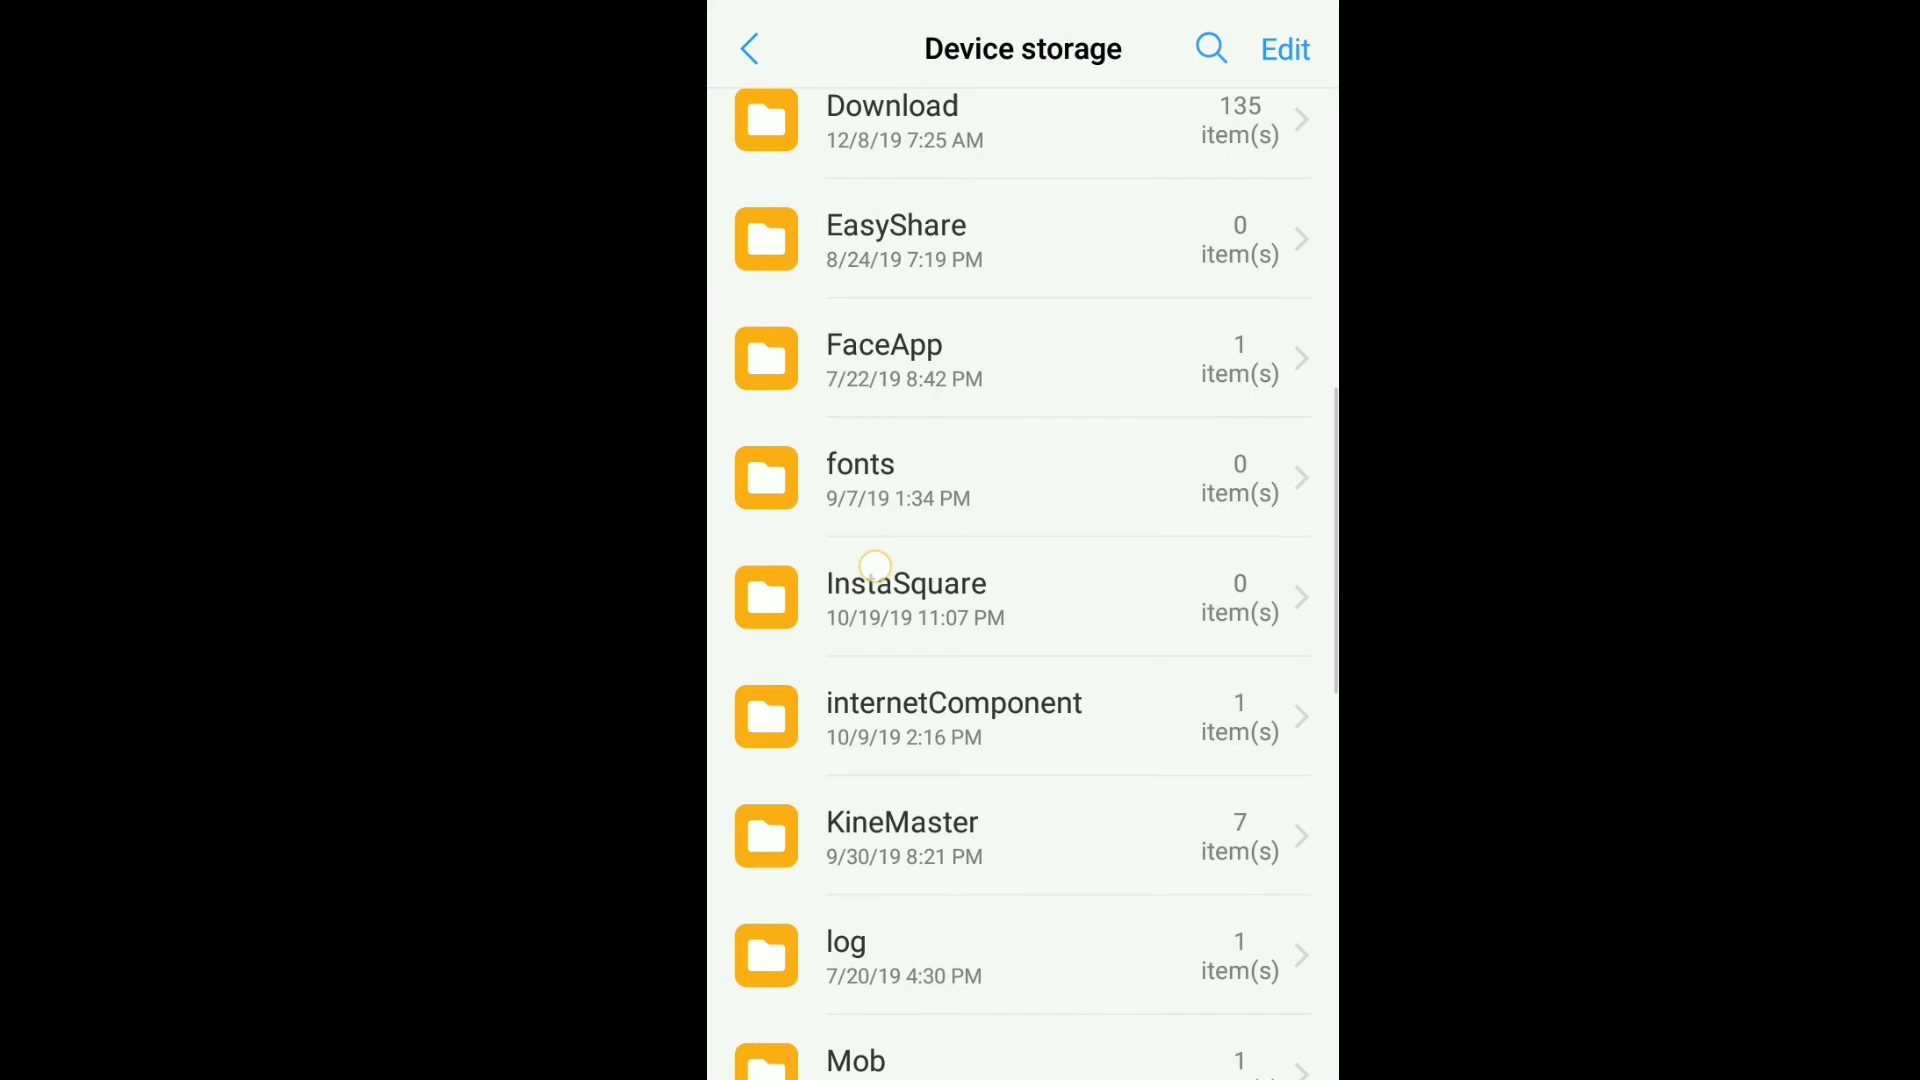 Device storage
Edit
Download
135
12/8/19 7:25 AM
item(s)
EasyShare
0
8/24/19 7:19 PM
item(s)
FaceApp
1
7/22/19 8:42 PM
item(s)
fonts
0
9/7/19 1:34 PM
item(s)
InstaSquare
0
10/19/19 11:07 PM
item(s)
internetComponent
1
10/9/19 2:16 PM
item(s)
KineMaster
7
9/30/19 8:21 PM
item(s)
log
1
7/20/19 4:30 PM
item(s)
Mob
1